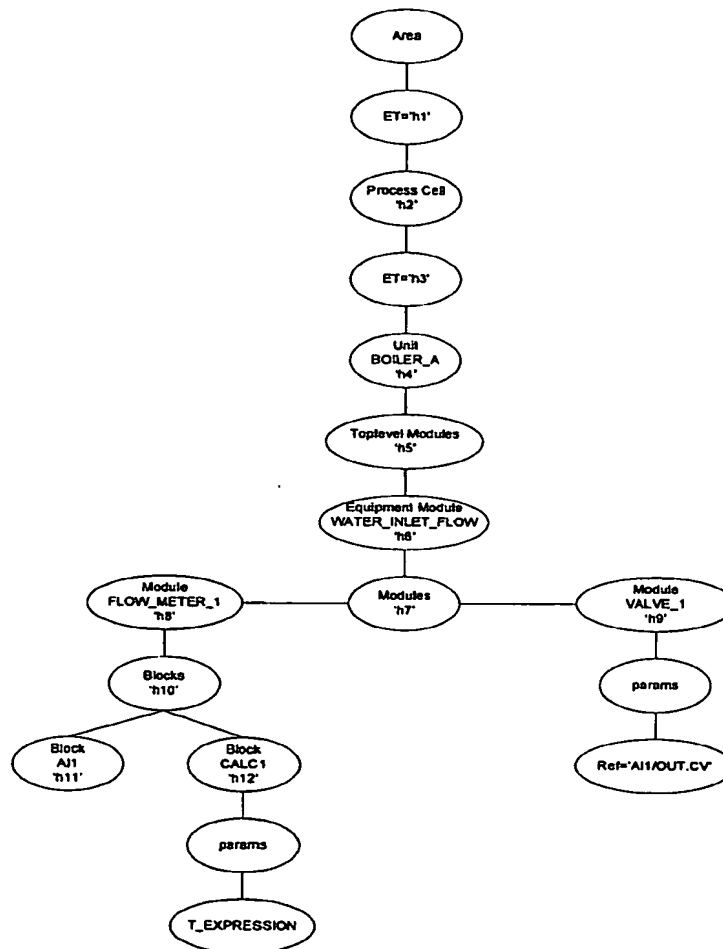 Area
ET='h1'
Process Cell
'h2'
ET='h3'
Unit
BOILER_A
'h4'
Toplevel Modules
'h5'
Equipment Module
WATER_INLET_FLOW
'h6'
Module
FLOW_METER_1
'h8'
Modules
'h7'
Module
VALVE_1
'h9'
Blocks
'h10'
params
Block
AI1
'h11'
Block
CALC1
'h12'
Ref='AI1/OUT.CV'
params
T_EXPRESSION